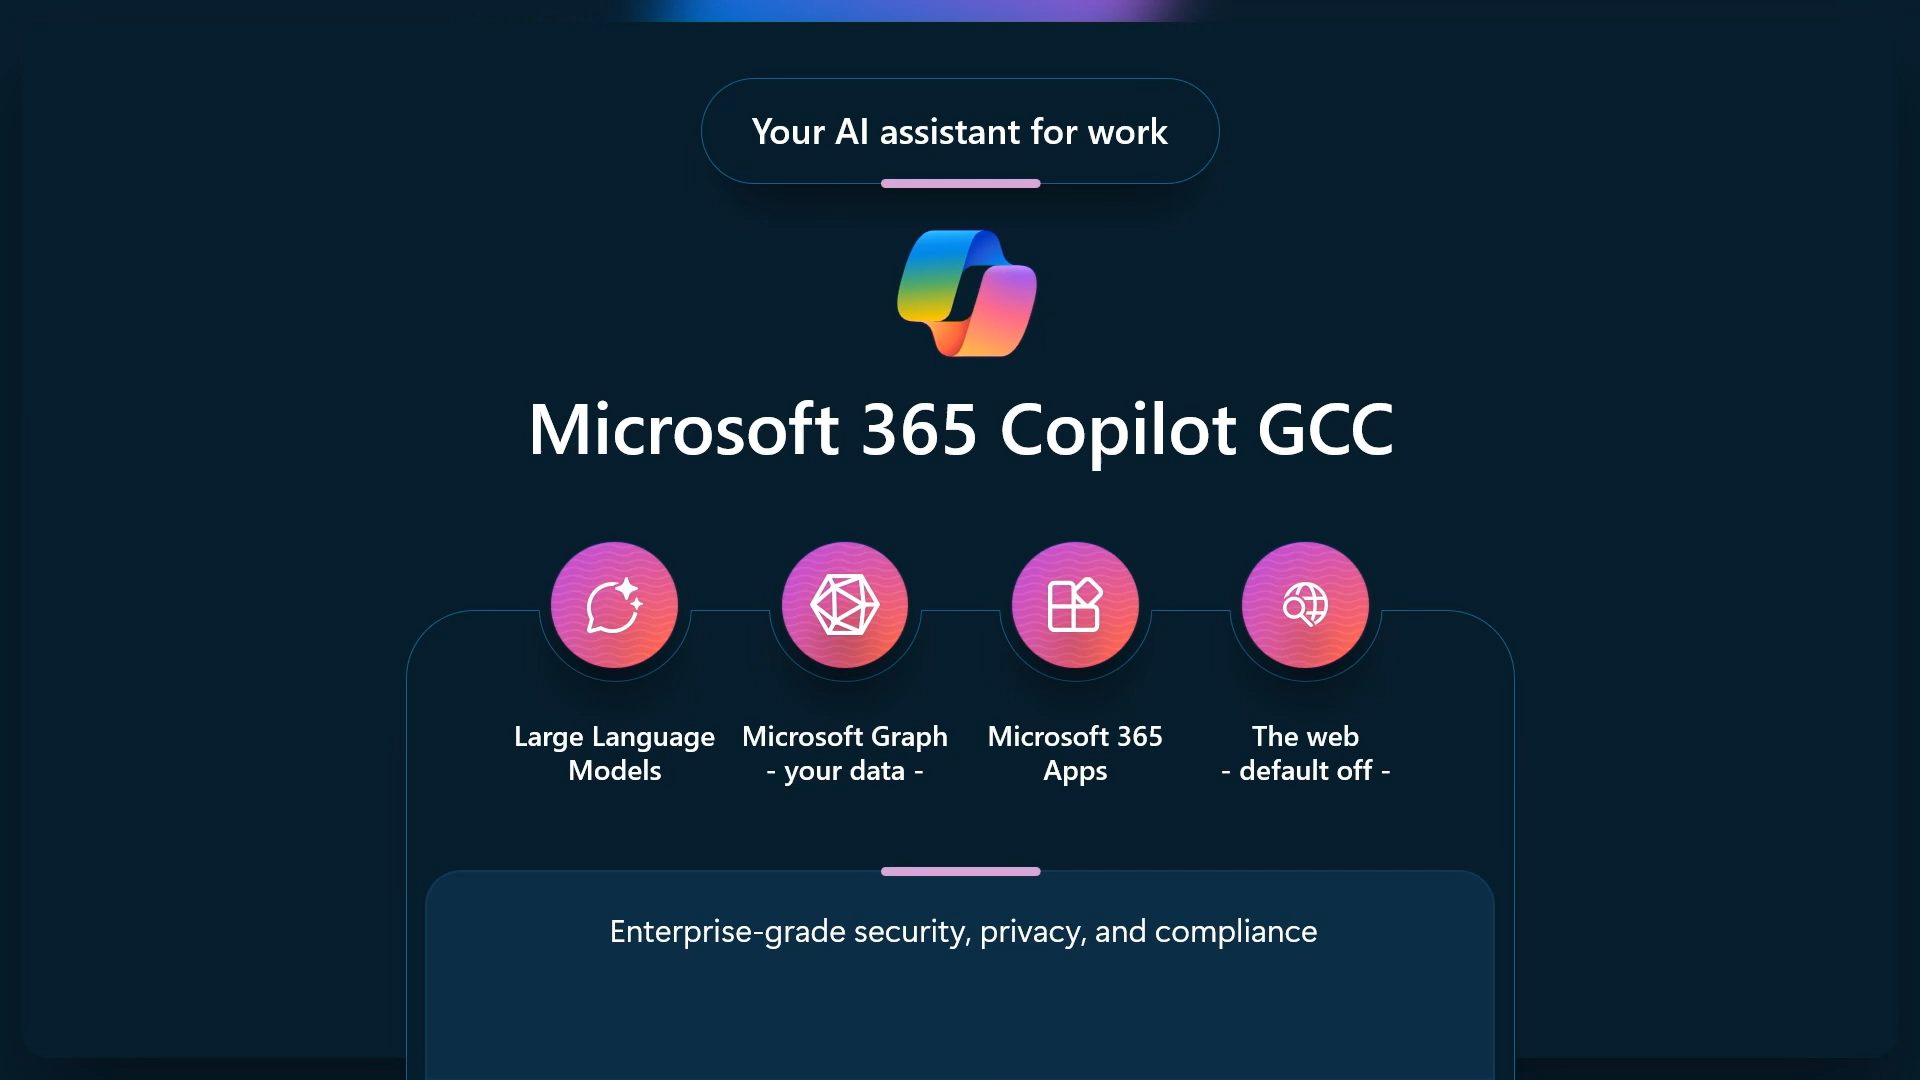 Your AI assistant for work
Microsoft 365 Copilot GCC
Large Language
Models
Microsoft Graph
- your data -
Microsoft 365
Apps
The web
- default off -
Enterprise-grade security, privacy, and compliance